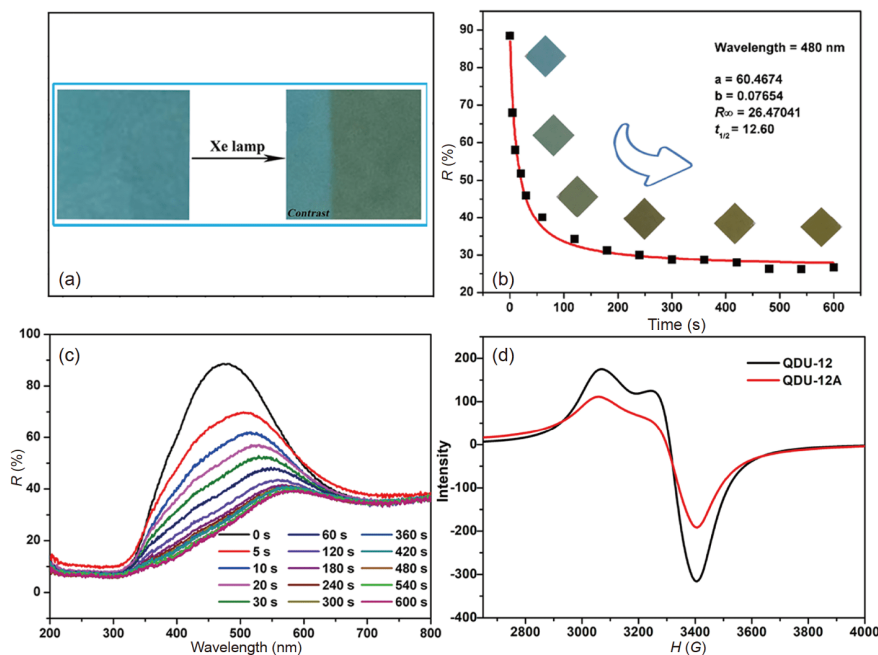 Xe lamp
Contrast
(a)
90
80
70
60
50
40
30
20
R (%)
0
100
200
300
400
500
600
Time (s)
Wavelength = 480 nm
a = 60.4674
b = 0.07654
R∞ = 26.47041
t1/2 = 12.60
(b)
(c)
100
80
60
40
20
0
R (%)
200
300
400
500
600
700
800
Wavelength (nm)
0 s 60 s 360 s
5 s 120 s 420 s
10 s 180 s 480 s
20 s 240 s 540 s
30 s 300 s 600 s
(d)
QDU-12
QDU-12A
200
100
0
-100
-200
-300
-400
Intensity
2800
3000
3200
3400
3600
3800
4000
H (G)